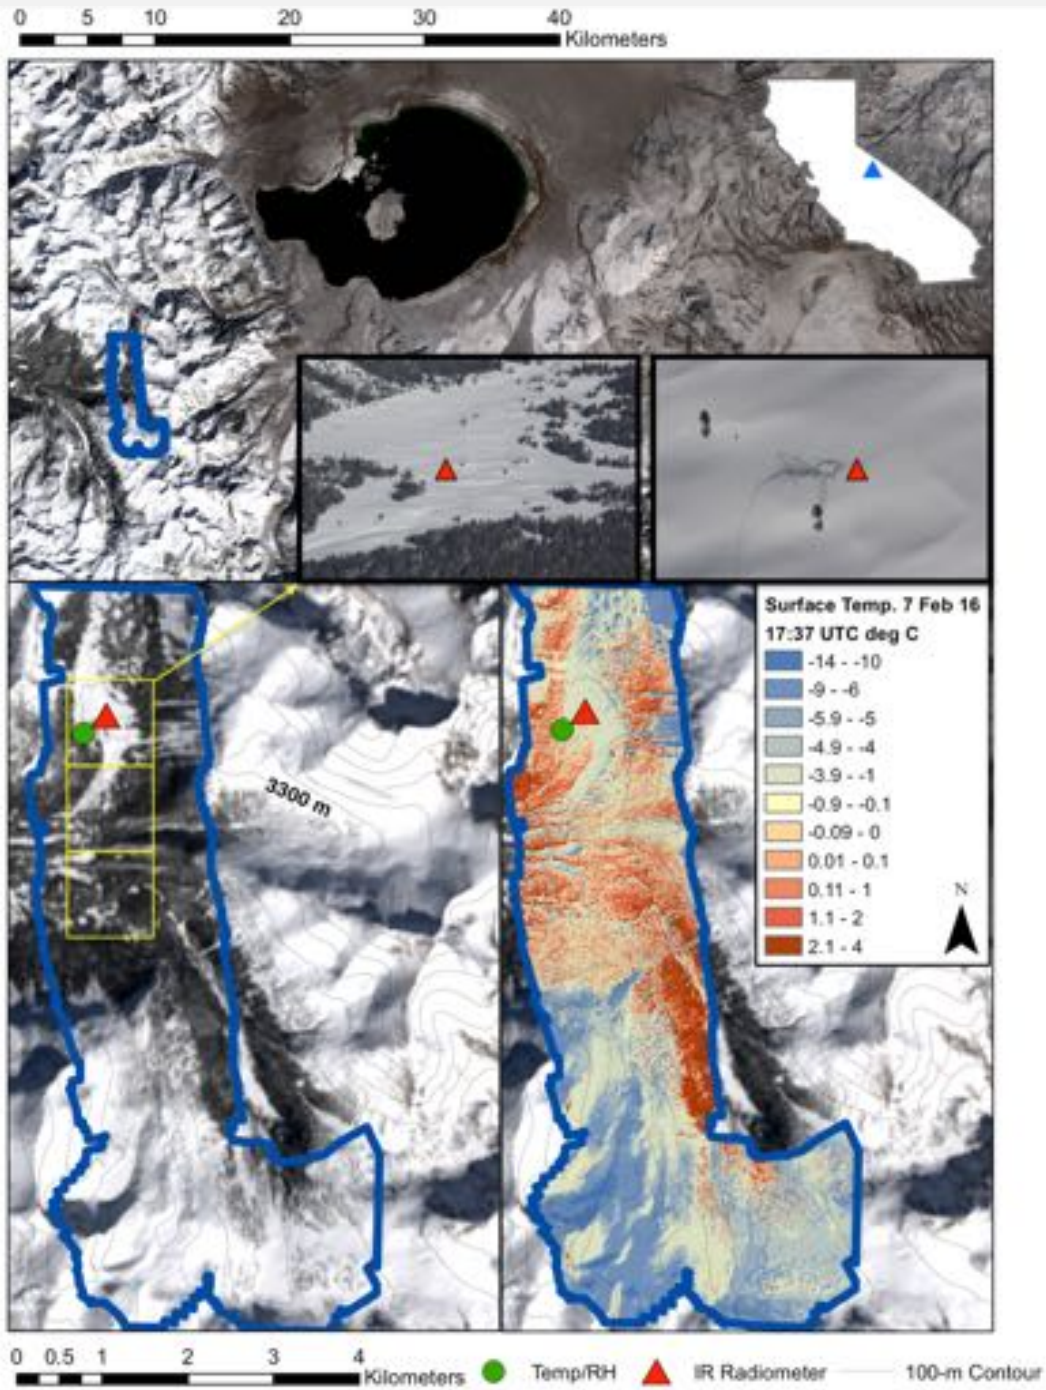 0 5 10 20 30 40
Kilometers
3300 m
Surface Temp. 7 Feb 16
17:37 UTC deg C
-14 - -10
-9 - -6
-5.9 - -5
-4.9 - -4
-3.9 - -1
-0.9 - -0.1
-0.09 - 0
0.01 - 0.1
0.11 - 1
1.1 - 2
2.1 - 4
N
0 0.5 1 2 3 4
Kilometers Temp/RH IR Radiometer 100-m Contour